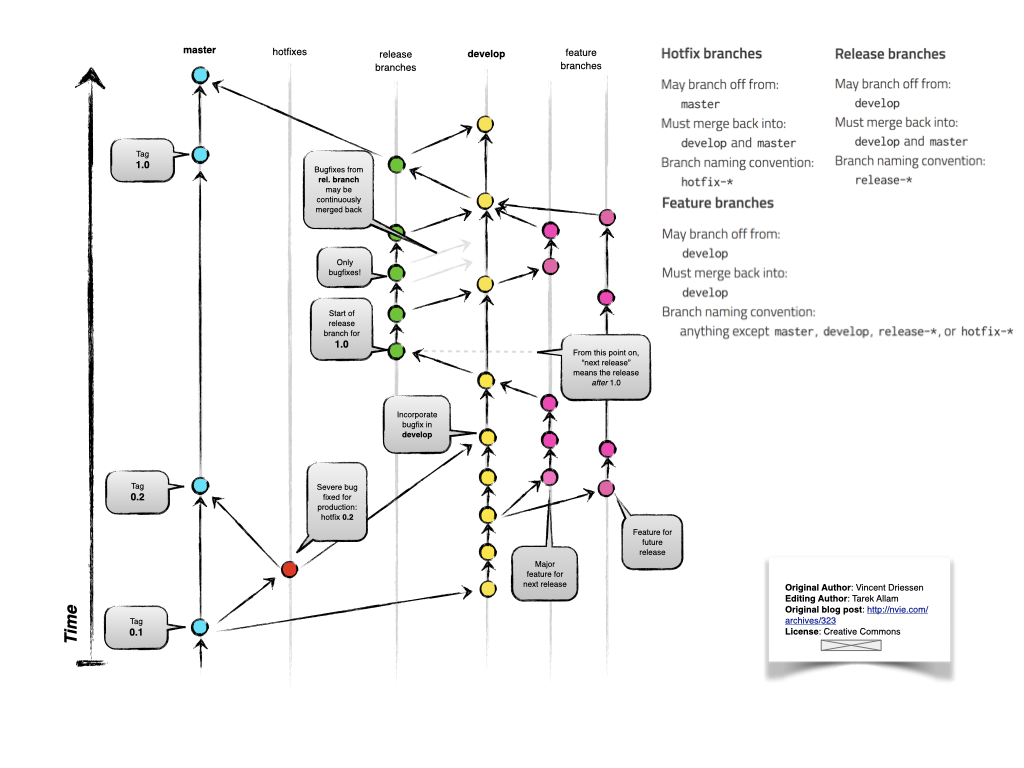 master
hotfixes
release
branches
develop
feature
branches
Time
Tag
1.0
Bugfixes from
rel. branch
may be
continuously
merged back
Only
bugfixes!
Start of
release
branch for
1.0
From this point on,
"next release"
means the release
after 1.0
Incorporate
bugfix in
develop
Tag
0.2
Severe bug
fixed for
production:
hotfix 0.2
Feature for
future
release
Major
feature for
next release
Tag
0.1
Hotfix branches
May branch off from:
master
Must merge back into:
develop and master
Branch naming convention:
hotfix-*
Release branches
May branch off from:
develop
Must merge back into:
develop and master
Branch naming convention:
release-*
Feature branches
May branch off from:
develop
Must merge back into:
develop
Branch naming convention:
anything except master, develop, release-*, or hotfix-*
Original Author: Vincent Driessen
Editing Author: Tarek Allam
Original blog post: http://nvie.com/
archives/323
License: Creative Commons